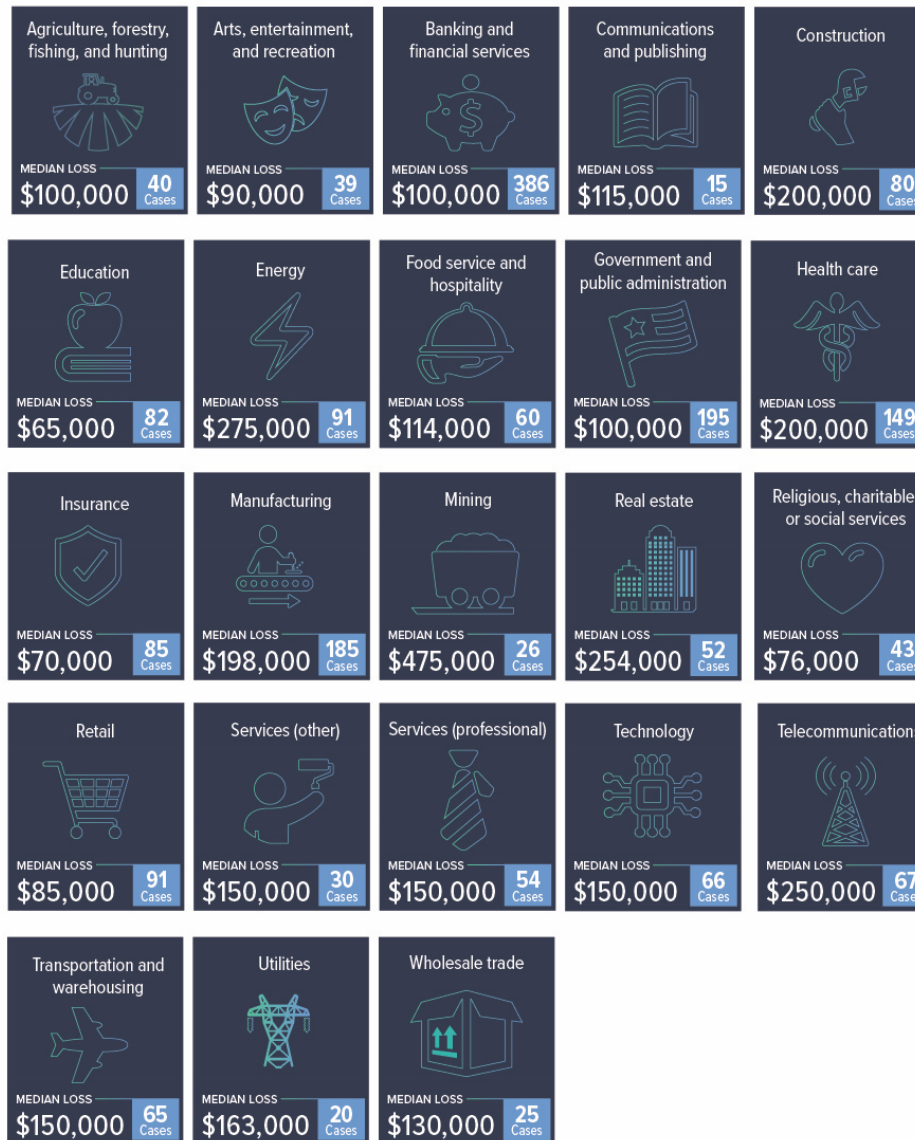 Agriculture, forestry,
fishing, and hunting
MEDIAN LOSS
$100,000
40
Cases
Arts, entertainment,
and recreation
MEDIAN LOSS
$90,000
39
Cases
Banking and
financial services
$
MEDIAN LOSS
$100,000
386
Cases
Communications
and publishing
MEDIAN LOSS
$115,000
15
Cases
Construction
MEDIAN LOSS
$200,000
80
Cases
Education
MEDIAN LOSS
$65,000
82
Cases
Energy
MEDIAN LOSS
$275,000
91
Cases
Food service and
hospitality
MEDIAN LOSS
$114,000
60
Cases
Government and
public administration
MEDIAN LOSS
$100,000
195
Cases
Health care
MEDIAN LOSS
$200,000
149
Cases
Insurance
MEDIAN LOSS
$70,000
85
Cases
Manufacturing
MEDIAN LOSS
$198,000
185
Cases
Mining
MEDIAN LOSS
$475,000
26
Cases
Real estate
MEDIAN LOSS
$254,000
52
Cases
Religious, charitable
or social services
MEDIAN LOSS
$76,000
43
Cases
Retail
MEDIAN LOSS
$85,000
91
Cases
Services (other)
MEDIAN LOSS
$150,000
30
Cases
Services (professional)
MEDIAN LOSS
$150,000
54
Cases
Technology
MEDIAN LOSS
$150,000
66
Cases
Telecommunications
MEDIAN LOSS
$250,000
67
Cases
Transportation and
warehousing
MEDIAN LOSS
$150,000
65
Cases
Utilities
MEDIAN LOSS
$163,000
20
Cases
Wholesale trade
MEDIAN LOSS
$130,000
25
Cases